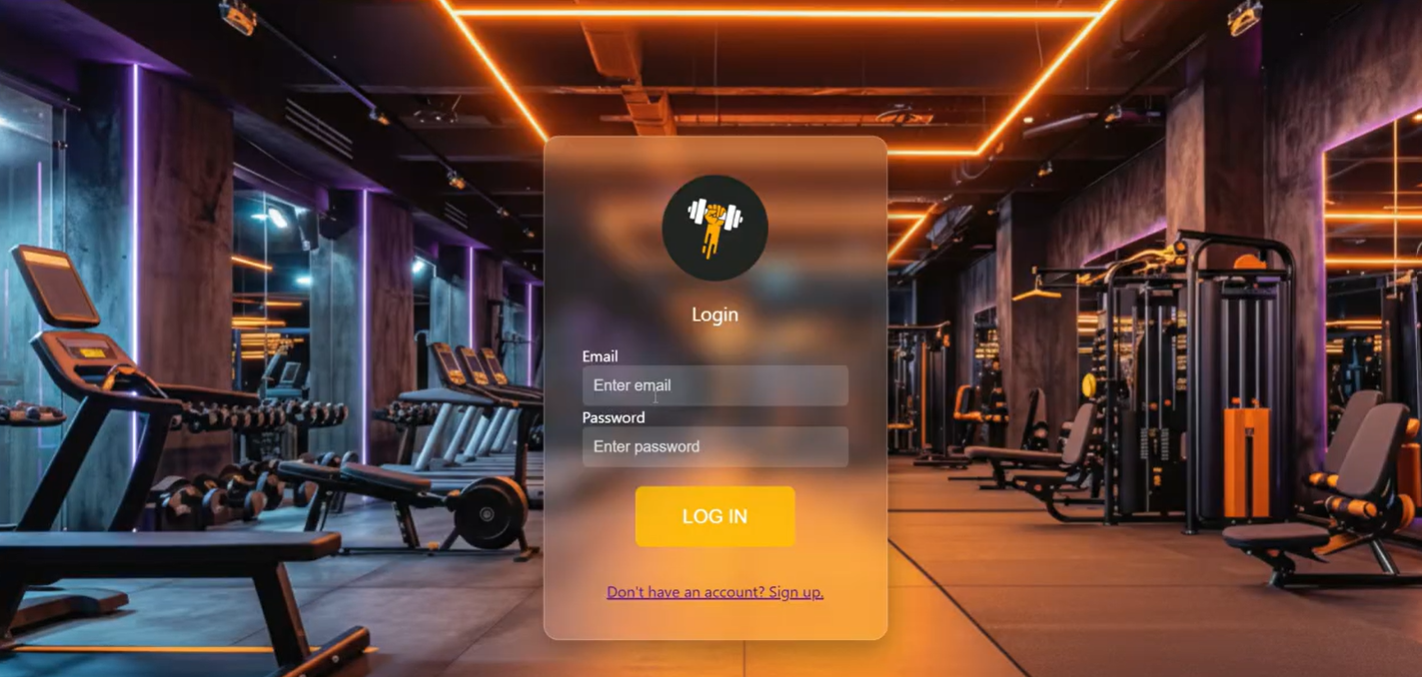 Login
Email
Enter email
Password
Enter password
LOG IN
Don't have an account? Sign up.